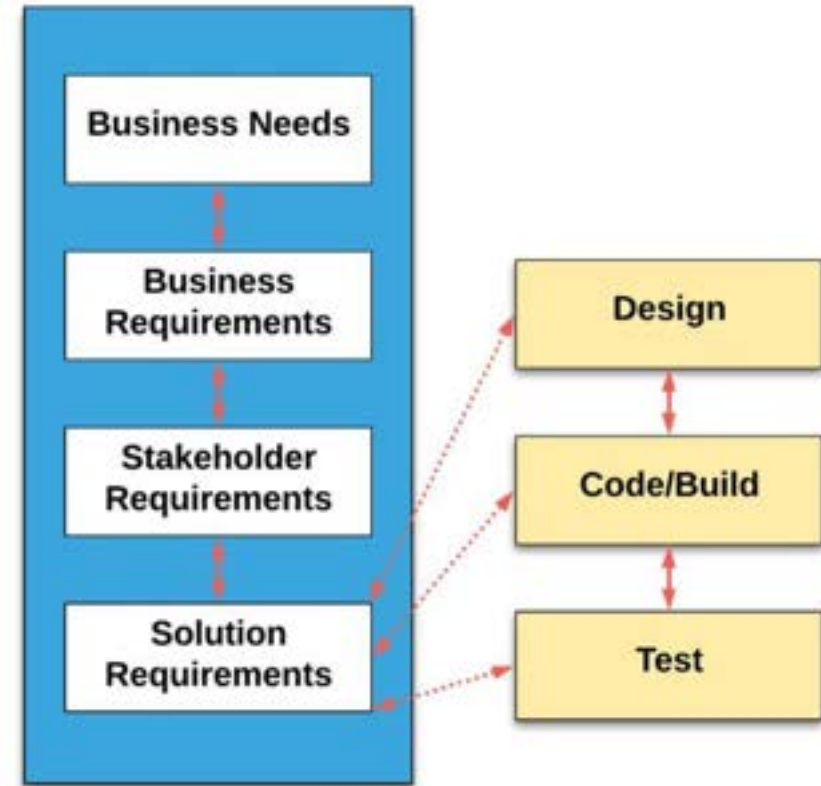 Business Needs
Business
Requirements
Stakeholder
Requirements
Solution
Requirements
Design
Code/Build
Test